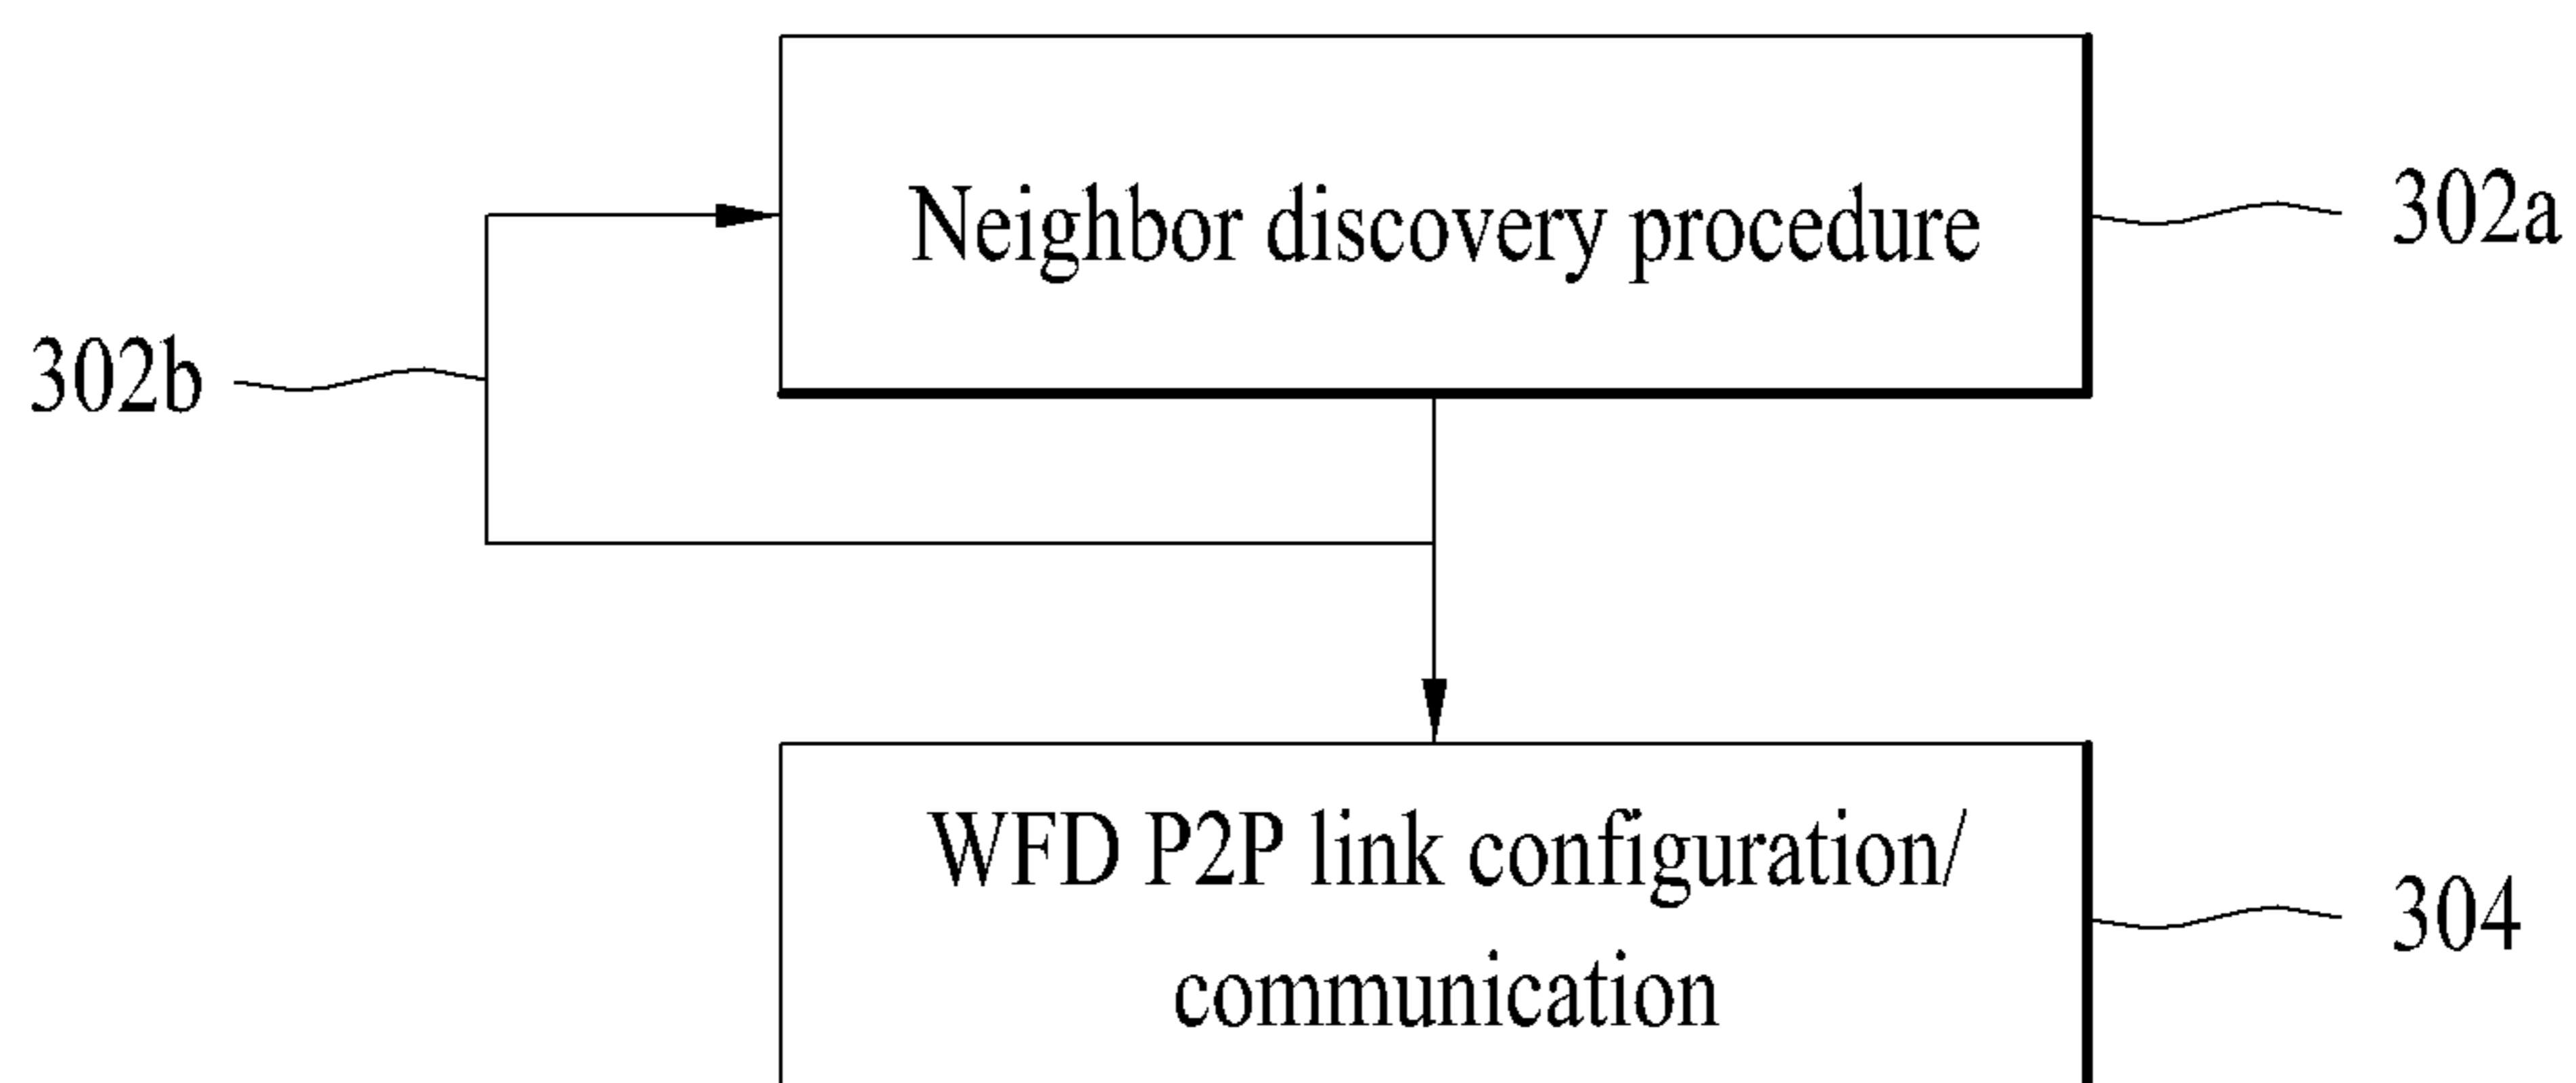 Neighbor discovery procedure
302a
302b
WFD P2P link configuration/
communication
304